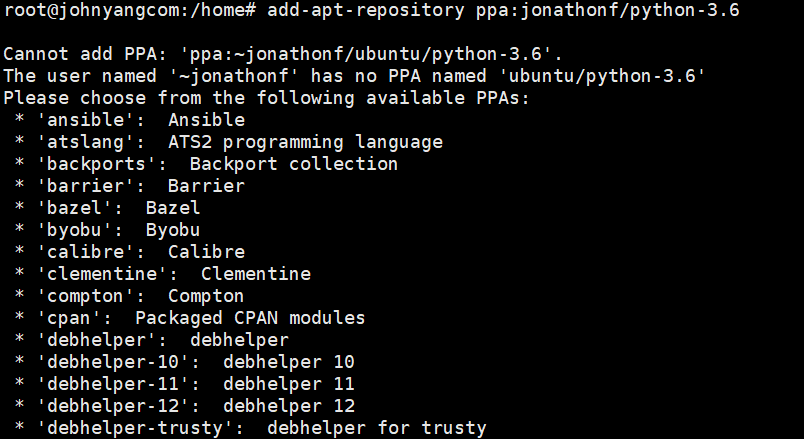 root@johnyangcom:/home# add-apt-repository ppa:jonathonf/python-3.6
Cannot add PPA: 'ppa:~jonathonf/ubuntu/python-3.6'.
The user named '~jonathonf' has no PPA named 'ubuntu/python-3.6'
Please choose from the following available PPAs:
 * 'ansible':  Ansible
 * 'atslang':  ATS2 programming language
 * 'backports':  Backport collection
 * 'barrier':  Barrier
 * 'bazel':  Bazel
 * 'byobu':  Byobu
 * 'calibre':  Calibre
 * 'clementine':  Clementine
 * 'compton':  Compton
 * 'cpan':  Packaged CPAN modules
 * 'debhelper':  debhelper
 * 'debhelper-10':  debhelper 10
 * 'debhelper-11':  debhelper 11
 * 'debhelper-12':  debhelper 12
 * 'debhelper-trusty':  debhelper for trusty